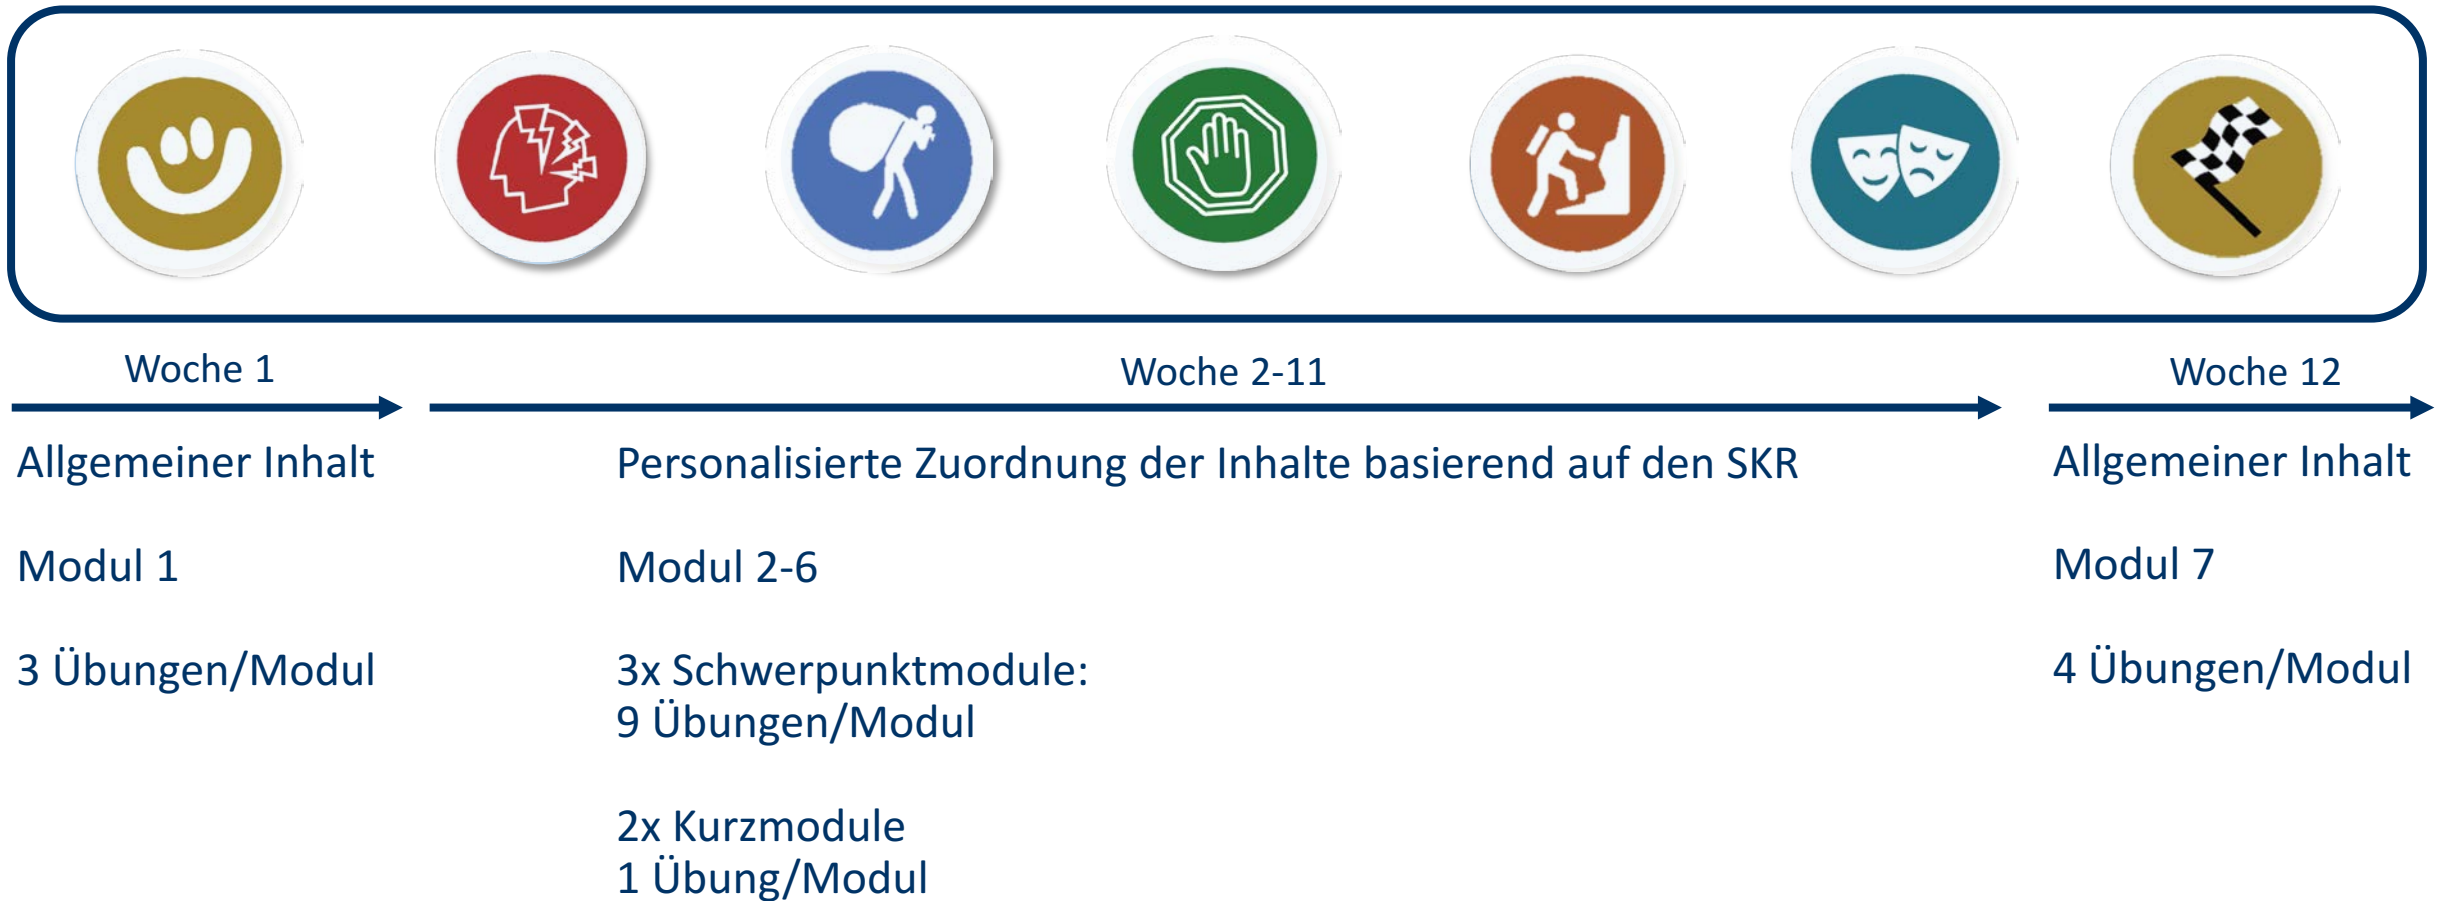 Woche 1
Woche 2-11
Woche 12
Allgemeiner Inhalt
Modul 1
3 Übungen/Modul
Personalisierte Zuordnung der Inhalte basierend auf den SKR
Modul 2-6
3x Schwerpunktmodule:
9 Übungen/Modul
2x Kurzmodule
1 Übung/Modul
Allgemeiner Inhalt
Modul 7
4 Übungen/Modul